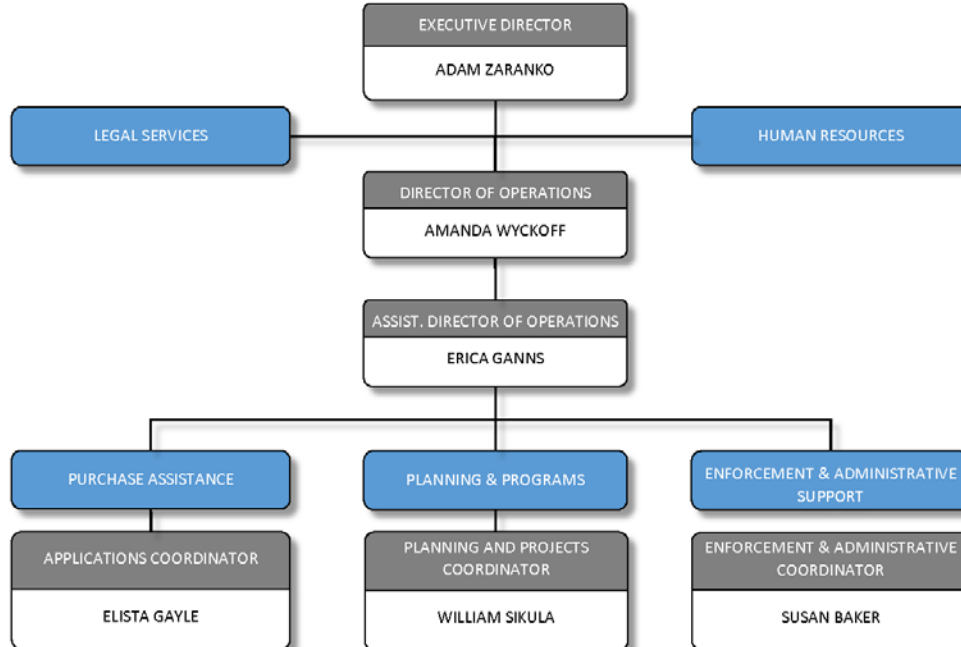 EXECUTIVE DIRECTOR
ADAM ZARANKO
LEGAL SERVICES
HUMAN RESOURCES
DIRECTOR OF OPERATIONS
AMANDA WYCKOFF
ASSIST. DIRECTOR OF OPERATIONS
ERICA GANNS
PURCHASE ASSISTANCE
PLANNING & PROGRAMS
ENFORCEMENT & ADMINISTRATIVE
SUPPORT
APPLICATIONS COORDINATOR
ELISTA GAYLE
PLANNING AND PROJECTS
COORDINATOR
WILLIAM SIKULA
ENFORCEMENT & ADMINISTRATIVE
COORDINATOR
SUSAN BAKER